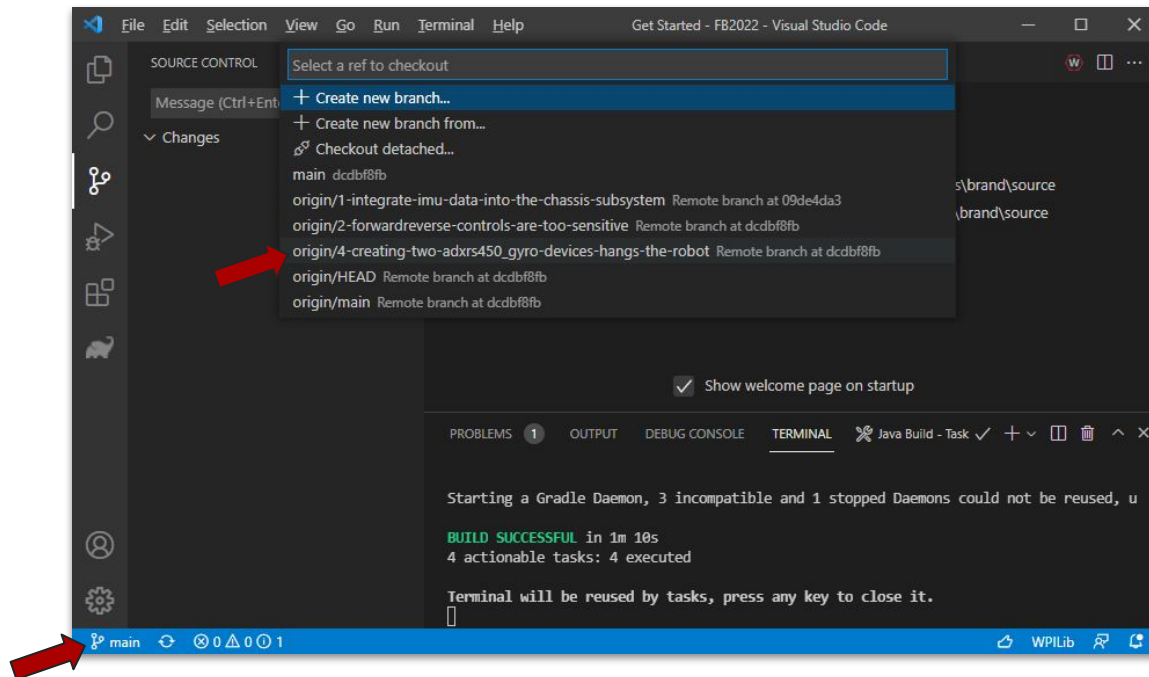 File Edit Selection View Go Run Terminal Help Get Started - FB2022 - Visual Studio Code
SOURCE CONTROL
Select a ref to checkout
Message (Ctrl+Ent
Changes
Create new branch...
Create new branch from...
Checkout detached...
main dcdbf8fb
origin/1-integrate-imu-data-into-the-chassis-subsystem Remote branch at 09de4da3
s\brand\source
origin/2-forwardreverse-controls-are-too-sensitive Remote branch at dcdbf8fb
\brand\source
origin/4-creating-two-adxrs450_gyro-devices-hangs-the-robot Remote branch at dcdbf8fb
origin/HEAD Remote branch at dcdbf8fb
origin/main Remote branch at dcdbf8fb
Show welcome page on startup
PROBLEMS 1 OUTPUT DEBUG CONSOLE TERMINAL Java Build - Task
Starting a Gradle Daemon, 3 incompatible and 1 stopped Daemons could not be reused, u
BUILD SUCCESSFUL in 1m 10s
4 actionable tasks: 4 executed
Terminal will be reused by tasks, press any key to close it.
main 0 0 1 WPILib